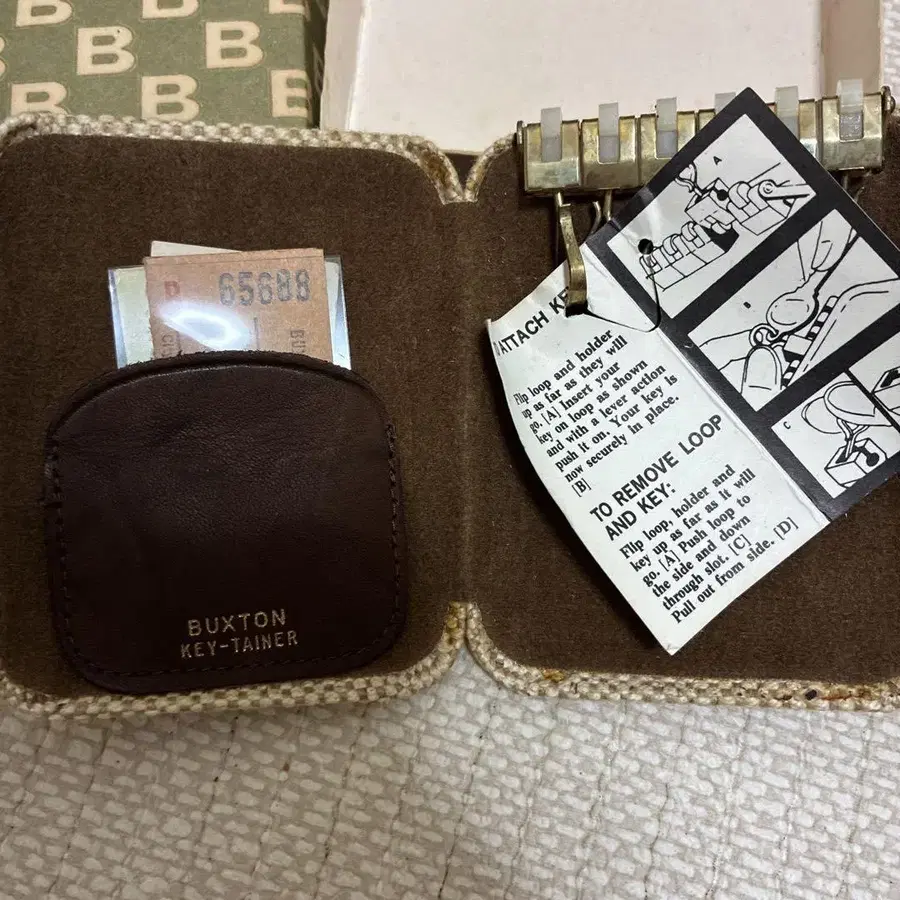 B B
B B B
B B B
65688
BUXTON
KEY-TAINER
A
B
C
ATTACH KE
Flip loop and holder
up as far as they will
go. [A] Insert your
key on loop as shown
and with a lever action
push it on. Your key is
now securely in place.
[B]
TO REMOVE LOOP
AND KEY:
Flip loop, holder and
key up as far as it will
go. [A] Push loop to
the side and down
through slot. [C]
Pull out from side. [D]